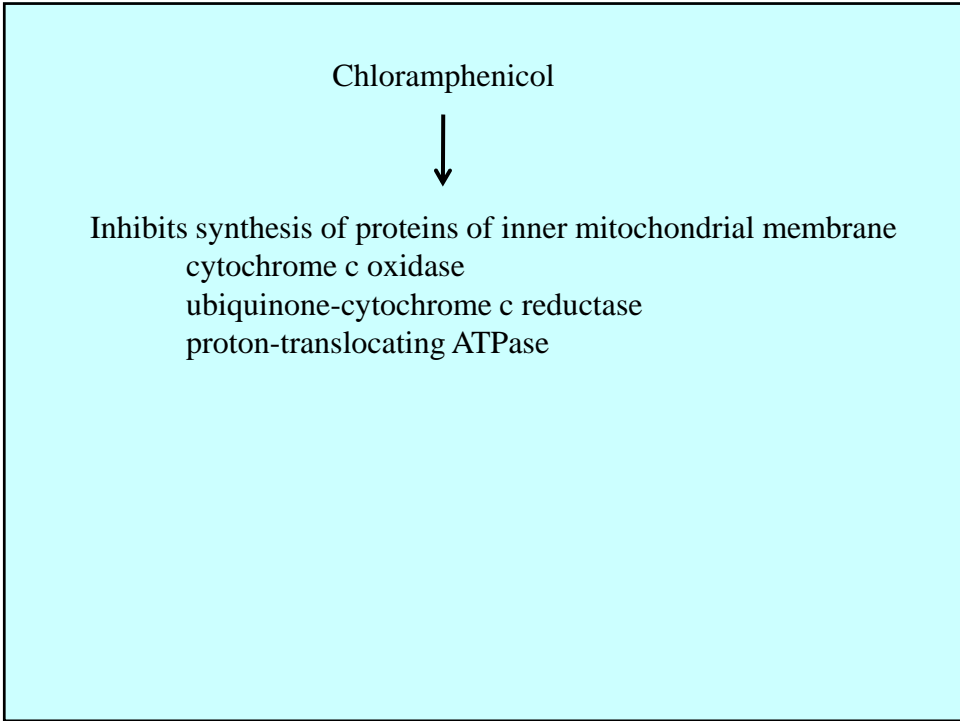 Chloramphenicol
Inhibits synthesis of proteins of inner mitochondrial membrane
cytochrome c oxidase
ubiquinone-cytochrome c reductase
proton-translocating ATPase